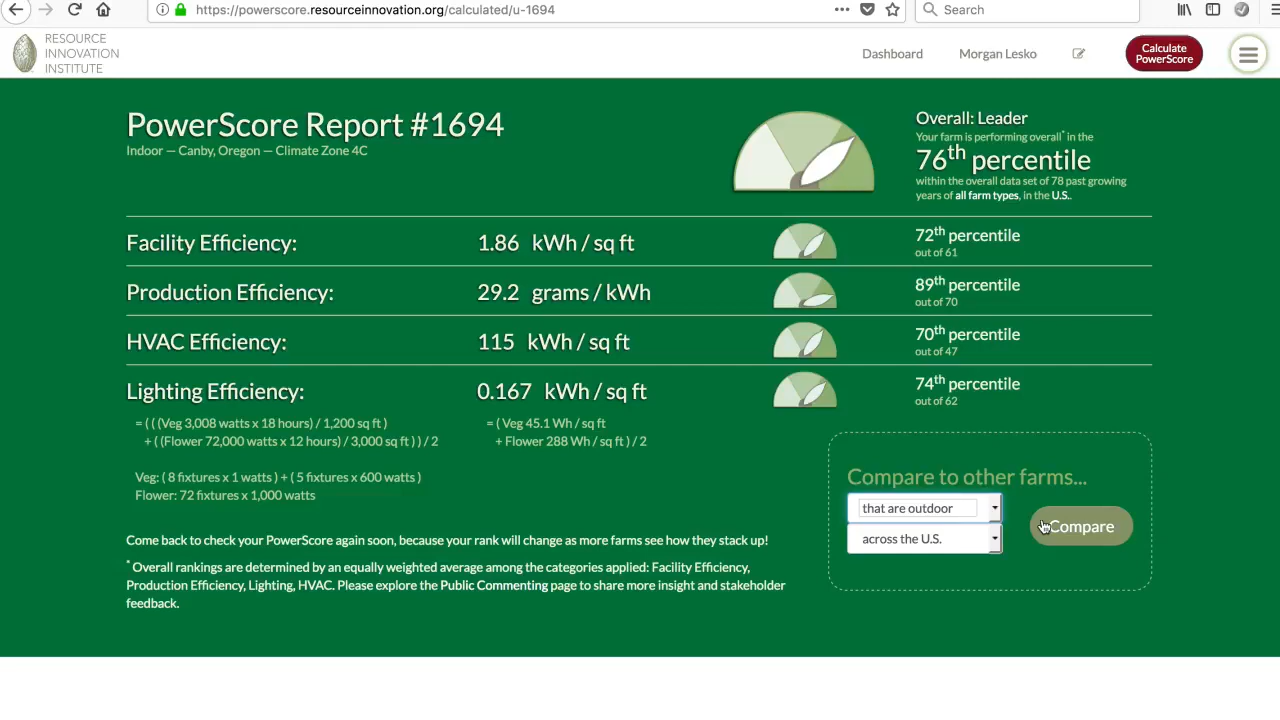 https://powerscore.resourceinnovation.org/calculated/u-1694
Search
RESOURCE
INNOVATION
INSTITUTE
Dashboard
Morgan Lesko
Calculate
PowerScore
PowerScore Report #1694
Indoor — Canby, Oregon — Climate Zone 4C
Overall: Leader
Your farm is performing overall* in the
76th percentile
within the overall data set of 78 past growing
years of all farm types, in the U.S..
Facility Efficiency: 1.86 kWh / sq ft 72th percentile
out of 61
Production Efficiency: 29.2 grams / kWh 89th percentile
out of 70
HVAC Efficiency: 115 kWh / sq ft 70th percentile
out of 47
Lighting Efficiency: 0.167 kWh / sq ft 74th percentile
out of 62
= ( ( (Veg 3,008 watts x 18 hours) / 1,200 sq ft ) = ( Veg 45.1 Wh / sq ft
+ ( (Flower 72,000 watts x 12 hours) / 3,000 sq ft ) ) / 2 + Flower 288 Wh / sq ft ) / 2
Veg: ( 8 fixtures x 1 watts ) + ( 5 fixtures x 600 watts )
Flower: 72 fixtures x 1,000 watts
Compare to other farms...
that are outdoor
Compare
across the U.S.
Come back to check your PowerScore again soon, because your rank will change as more farms see how they stack up!
* Overall rankings are determined by an equally weighted average among the categories applied: Facility Efficiency,
Production Efficiency, Lighting, HVAC. Please explore the Public Commenting page to share more insight and stakeholder
feedback.